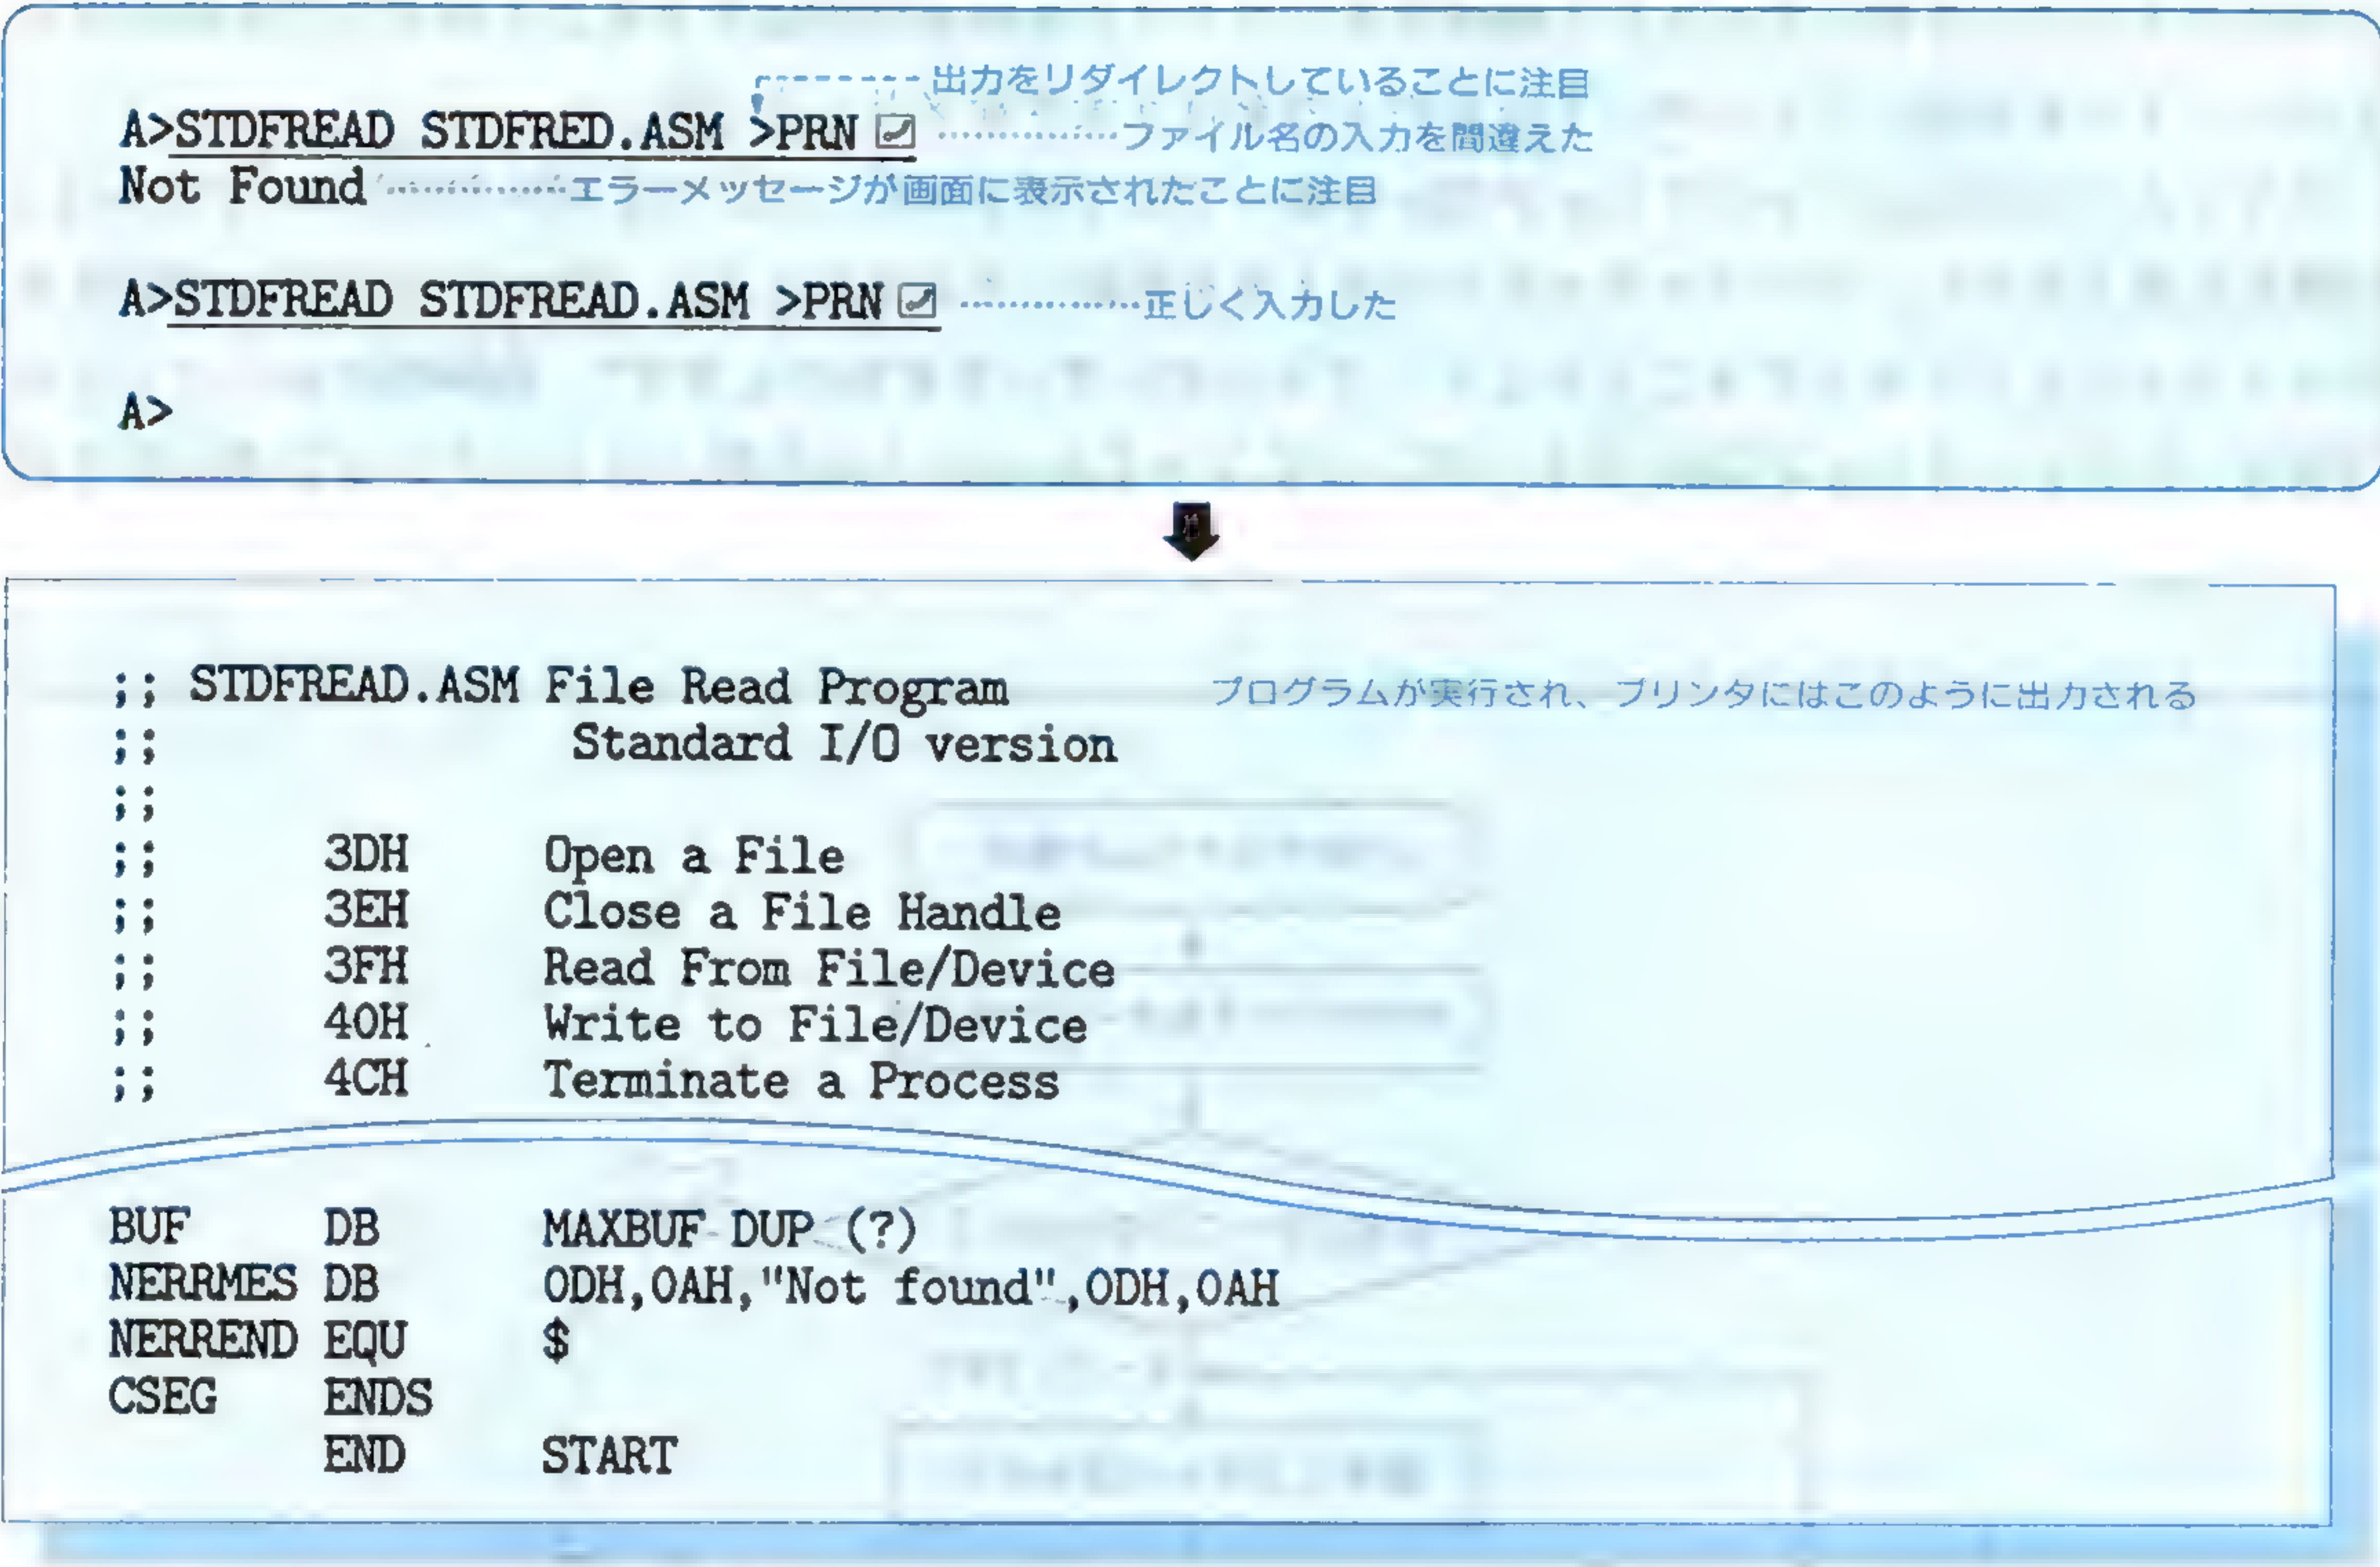 出力をリダイレクトしていることに注目
A>STDFREAD STDFRED.ASM >PRN ファイル名の入力を間違えた
Not Found エラーメッセージが画面に表示されたことに注目
A>STDFREAD STDFREAD.ASM >PRN 正しく入力した
A>
;; STDFREAD.ASM File Read Program プログラムが実行され、プリンタにはこのように出力される
;; Standard I/O version
;;
;; 3DH Open a File
;; 3EH Close a File Handle
;; 3FH Read From File/Device
;; 40H Write to File/Device
;; 4CH Terminate a Process
BUF DB MAXBUF DUP (?)
NERRMES DB 0DH,0AH,"Not found",0DH,0AH
NERREND EQU $
CSEG ENDS
END START